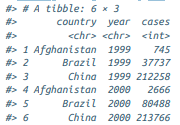 #> # A tibble: 6 × 3
#> country year cases
#> <chr> <chr> <int>
#> 1 Afghanistan 1999 745
#> 2 Brazil 1999 37737
#> 3 China 1999 212258
#> 4 Afghanistan 2000 2666
#> 5 Brazil 2000 80488
#> 6 China 2000 213766